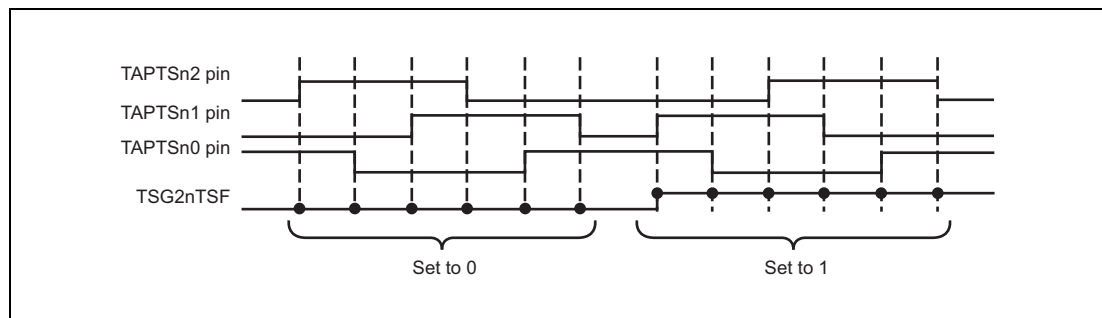 TAPTSn2 pin
TAPTSn1 pin
TAPTSn0 pin
TSG2nTSF
Set to 0
Set to 1